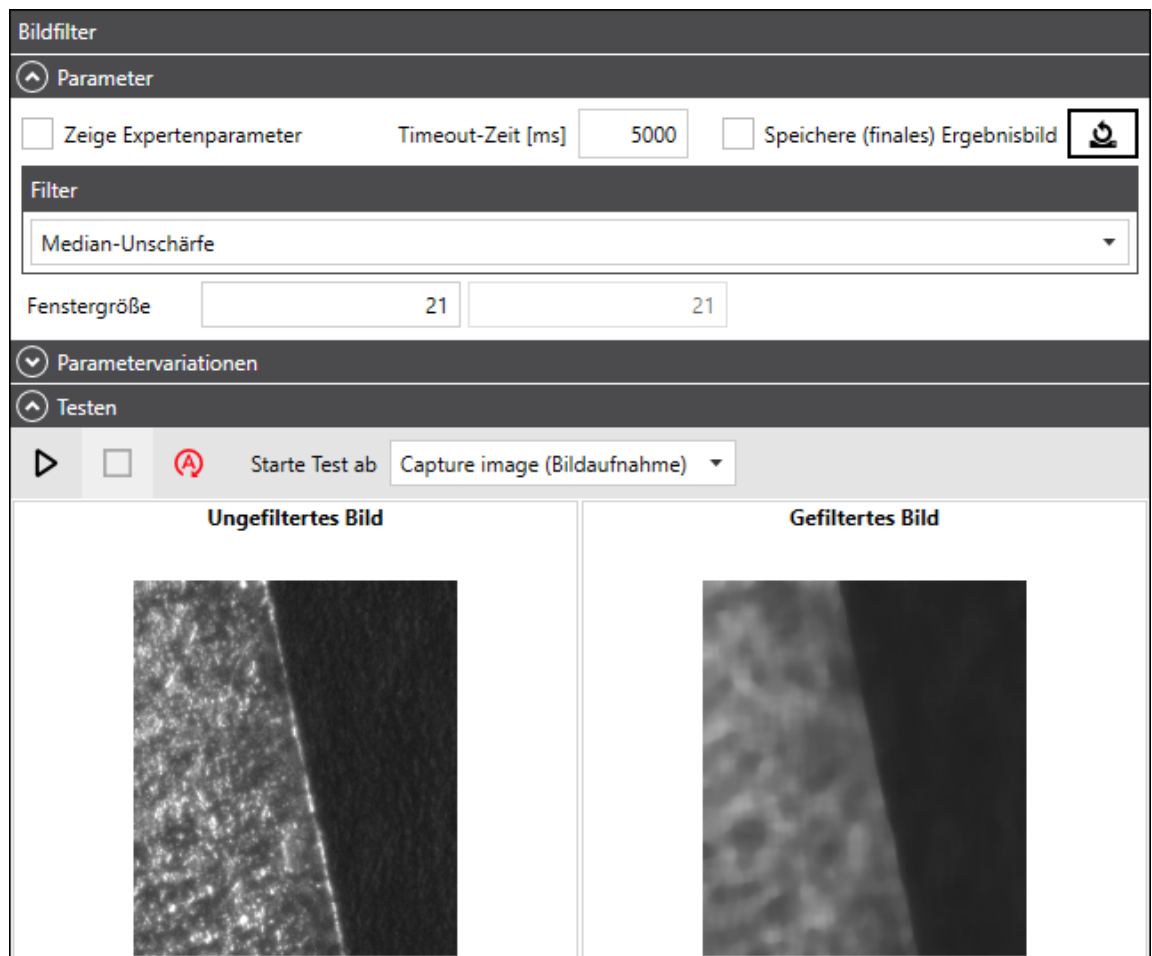 Bildfilter
Parameter
Zeige Expertenparameter Timeout-Zeit [ms] 5000 Speichere (finales) Ergebnisbild
Filter
Median-Unschärfe
Fenstergröße 21 21
Parametervariationen
Testen
A Starte Test ab Capture image (Bildaufnahme)
Ungefiltertes Bild Gefiltertes Bild